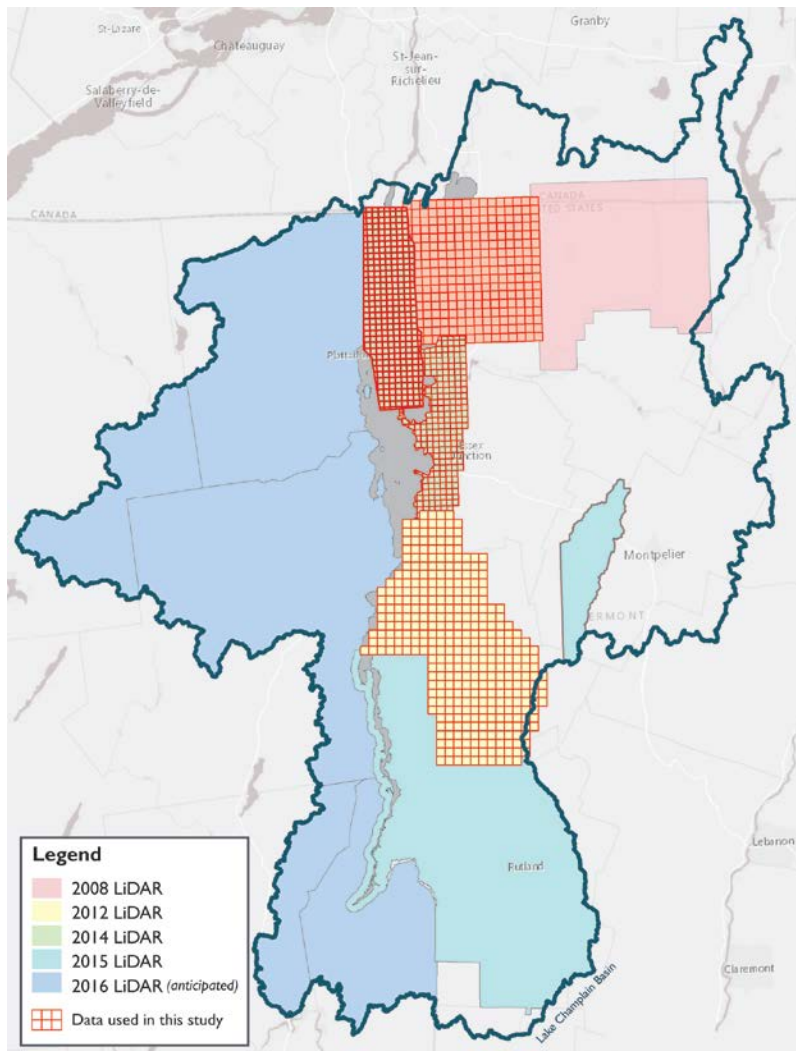 St-Lazare
Châteauguay
Granby
St-Jean-
sur-
Richelieu
Salaberry-de-
Valleyfield
CANADA
CANADA
UNITED STATES
Junction
Montpelier
VERMONT
Rutland
Lebanon
Claremont
Lake Champlain Basin
Legend
2008 LiDAR
2012 LiDAR
2014 LiDAR
2015 LiDAR
2016 LiDAR (anticipated)
Data used in this study